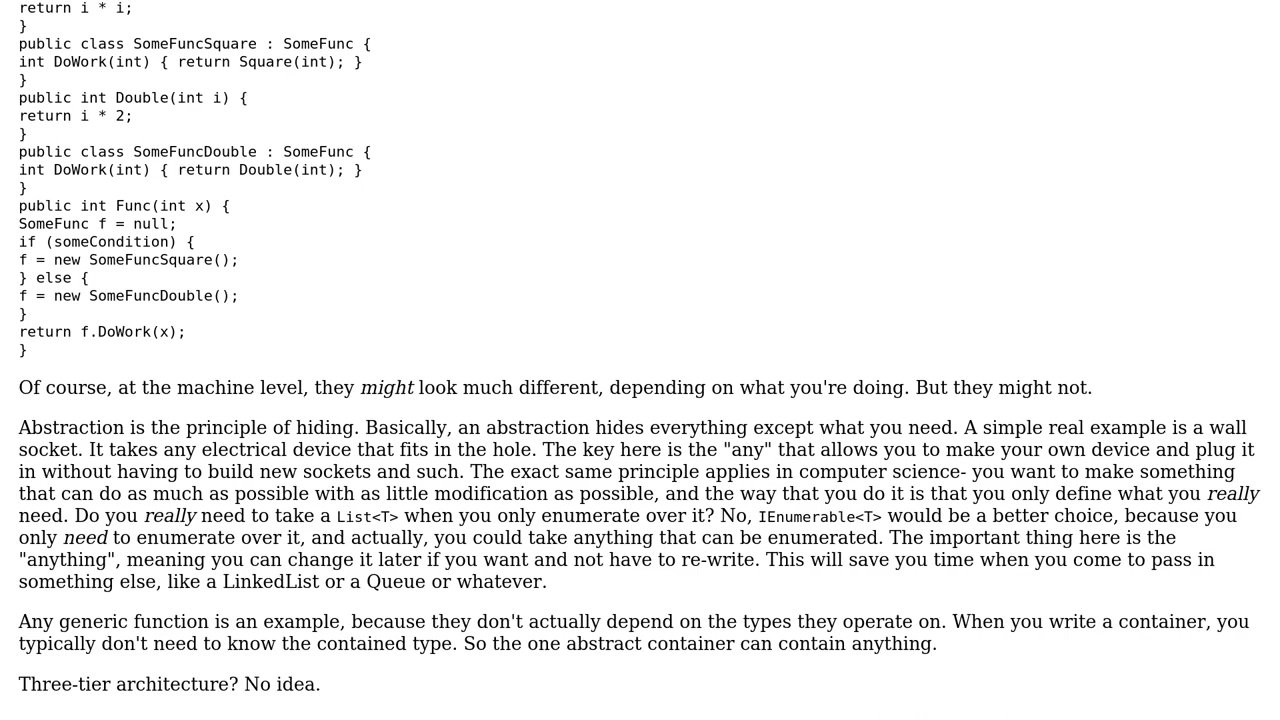 return i * i;
}
public class SomeFuncSquare : SomeFunc {
int DoWork(int) { return Square(int); }
}
public int Double(int i) {
return i * 2;
}
public class SomeFuncDouble : SomeFunc {
int DoWork(int) { return Double(int); }
}
public int Func(int x) {
SomeFunc f = null;
if (someCondition) {
f = new SomeFuncSquare();
} else {
f = new SomeFuncDouble();
}
return f.DoWork(x);
}
Of course, at the machine level, they might look much different, depending on what you're doing. But they might not.
Abstraction is the principle of hiding. Basically, an abstraction hides everything except what you need. A simple real example is a wall
socket. It takes any electrical device that fits in the hole. The key here is the "any" that allows you to make your own device and plug it
in without having to build new sockets and such. The exact same principle applies in computer science- you want to make something
that can do as much as possible with as little modification as possible, and the way that you do it is that you only define what you really
need. Do you really need to take a List<T> when you only enumerate over it? No, IEnumerable<T> would be a better choice, because you
only need to enumerate over it, and actually, you could take anything that can be enumerated. The important thing here is the
"anything", meaning you can change it later if you want and not have to re-write. This will save you time when you come to pass in
something else, like a LinkedList or a Queue or whatever.
Any generic function is an example, because they don't actually depend on the types they operate on. When you write a container, you
typically don't need to know the contained type. So the one abstract container can contain anything.
Three-tier architecture? No idea.